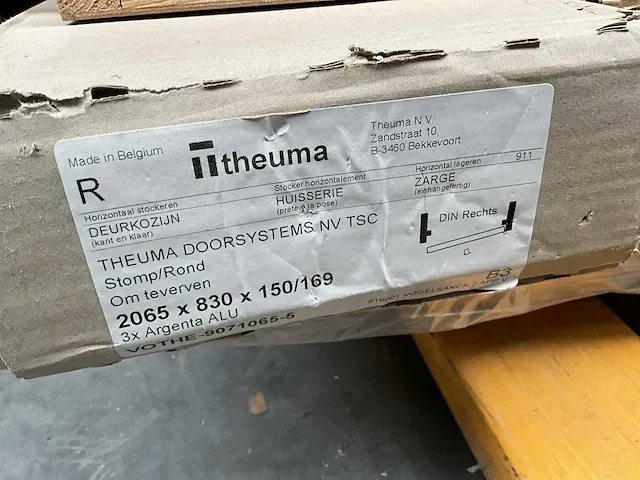 Made in Belgium
theuma
Theuma N.V.
Zandstraat 10,
B-3460 Bekkevoort
R
911
Horizontaal stockeren
Stocker horizontalement
Horizontal lageren
DEURKOZIJN
HUISSERIE
ZARGE
(kant en klaar)
(prête à la pose)
(einhangefertig)
THEUMA DOORSYSTEMS NV TSC
DIN Rechts
Stomp/Rond
Om teverven
2065 x 830 x 150/169
B3
3x Argenta ALU
VOTHE-9071065-5